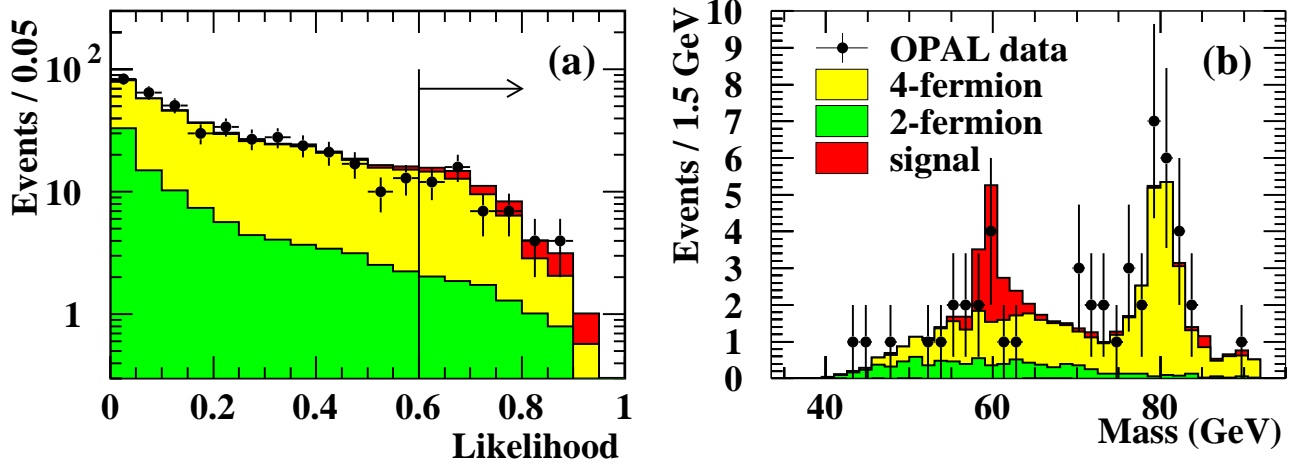 Events / 0.05
10²
10
1
(a)
0 0.2 0.4 0.6 0.8 1
Likelihood
Events / 1.5 GeV
10
9
8
7
6
5
4
3
2
1
0
OPAL data
4-fermion
2-fermion
signal
(b)
40 60 80
Mass (GeV)